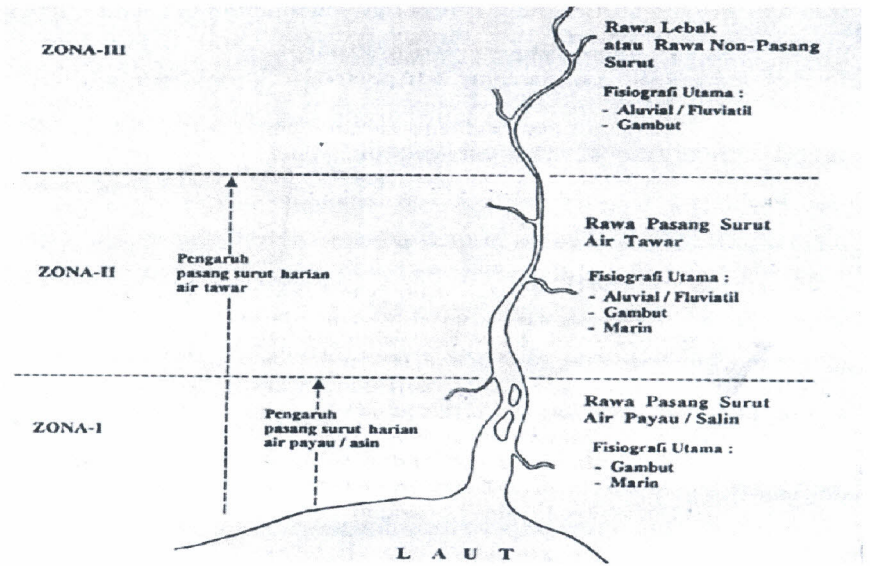 ZONA-III
Rawa Lebak
atau Rawa Non-Pasang
Surut
Fisiografi Utama :
- Aluvial / Fluviatil
Gambut
ZONA-II
Pengaruh
pasang surut harian
air tawar
Rawa Pasang Surut
Air Tawar
Fisiografi Utama :
- Aluvial / Fluviatil
- Gambut
- Marin
ZONA-I
Pengaruh
pasang surut harian
air payau / asin
Rawa Pasang Surut
Air Payau / Salin
Fisiografi Utama :
- Gambut
- Marin
L A U T